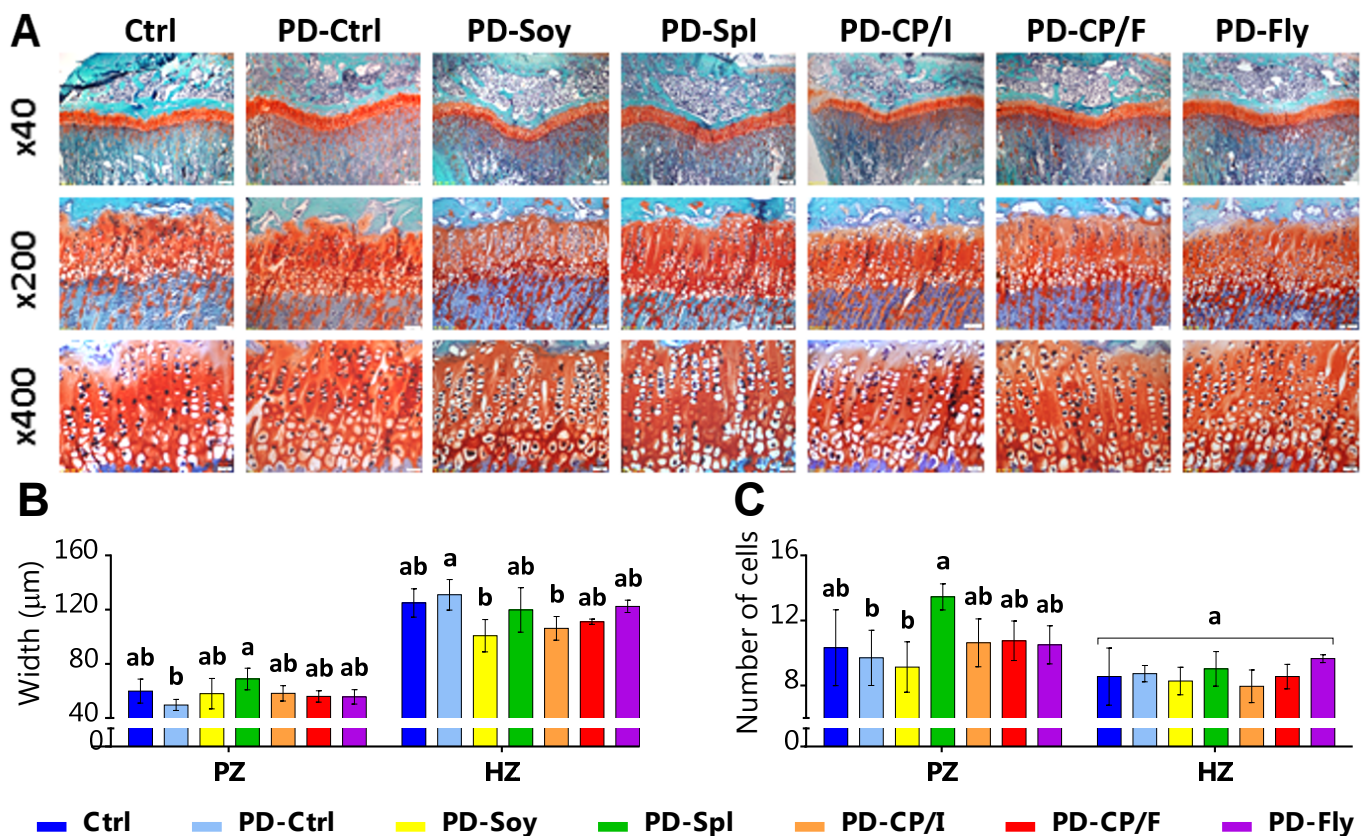 A
Ctrl PD-Ctrl PD-Soy PD-Spl PD-CP/I PD-CP/F PD-Fly
x40
x200
x400
B
Width (μm)
160
120
80
40
0
ab b ab a ab ab ab
ab a b ab b ab ab
PZ HZ
C
Number of cells
16
12
8
0
ab b b a ab ab ab
a
PZ HZ
Ctrl PD-Ctrl PD-Soy PD-Spl PD-CP/I PD-CP/F PD-Fly